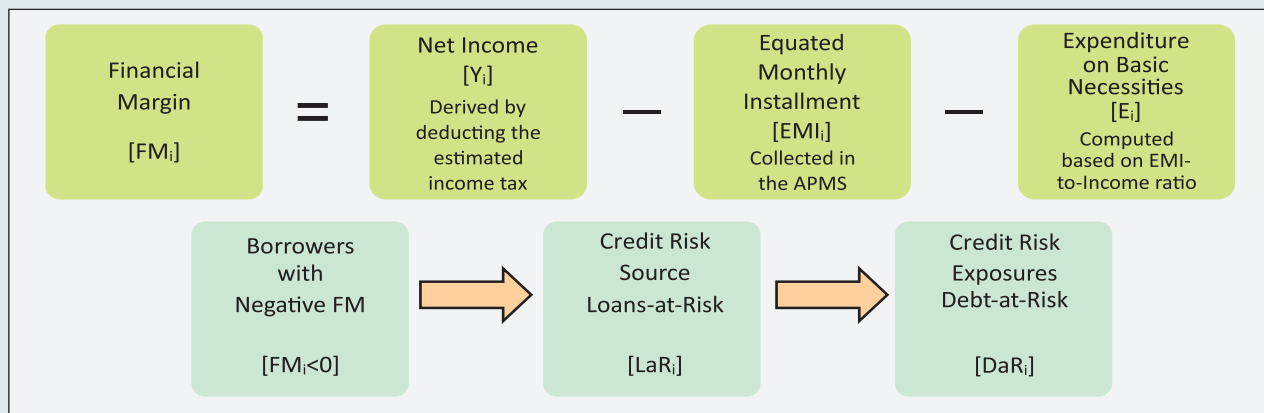 Financial
Margin
[FMᵢ]
=
Net Income
[Yᵢ]
Derived by
deducting the
estimated
income tax
—
Equated
Monthly
Installment
[EMIᵢ]
Collected in
the APMS
—
Expenditure
on Basic
Necessities
[Eᵢ]
Computed
based on EMI-
to-Income ratio
Borrowers
with
Negative FM
[FMᵢ<0]
Credit Risk
Source
Loans-at-Risk
[LaRᵢ]
Credit Risk
Exposures
Debt-at-Risk
[DaRᵢ]